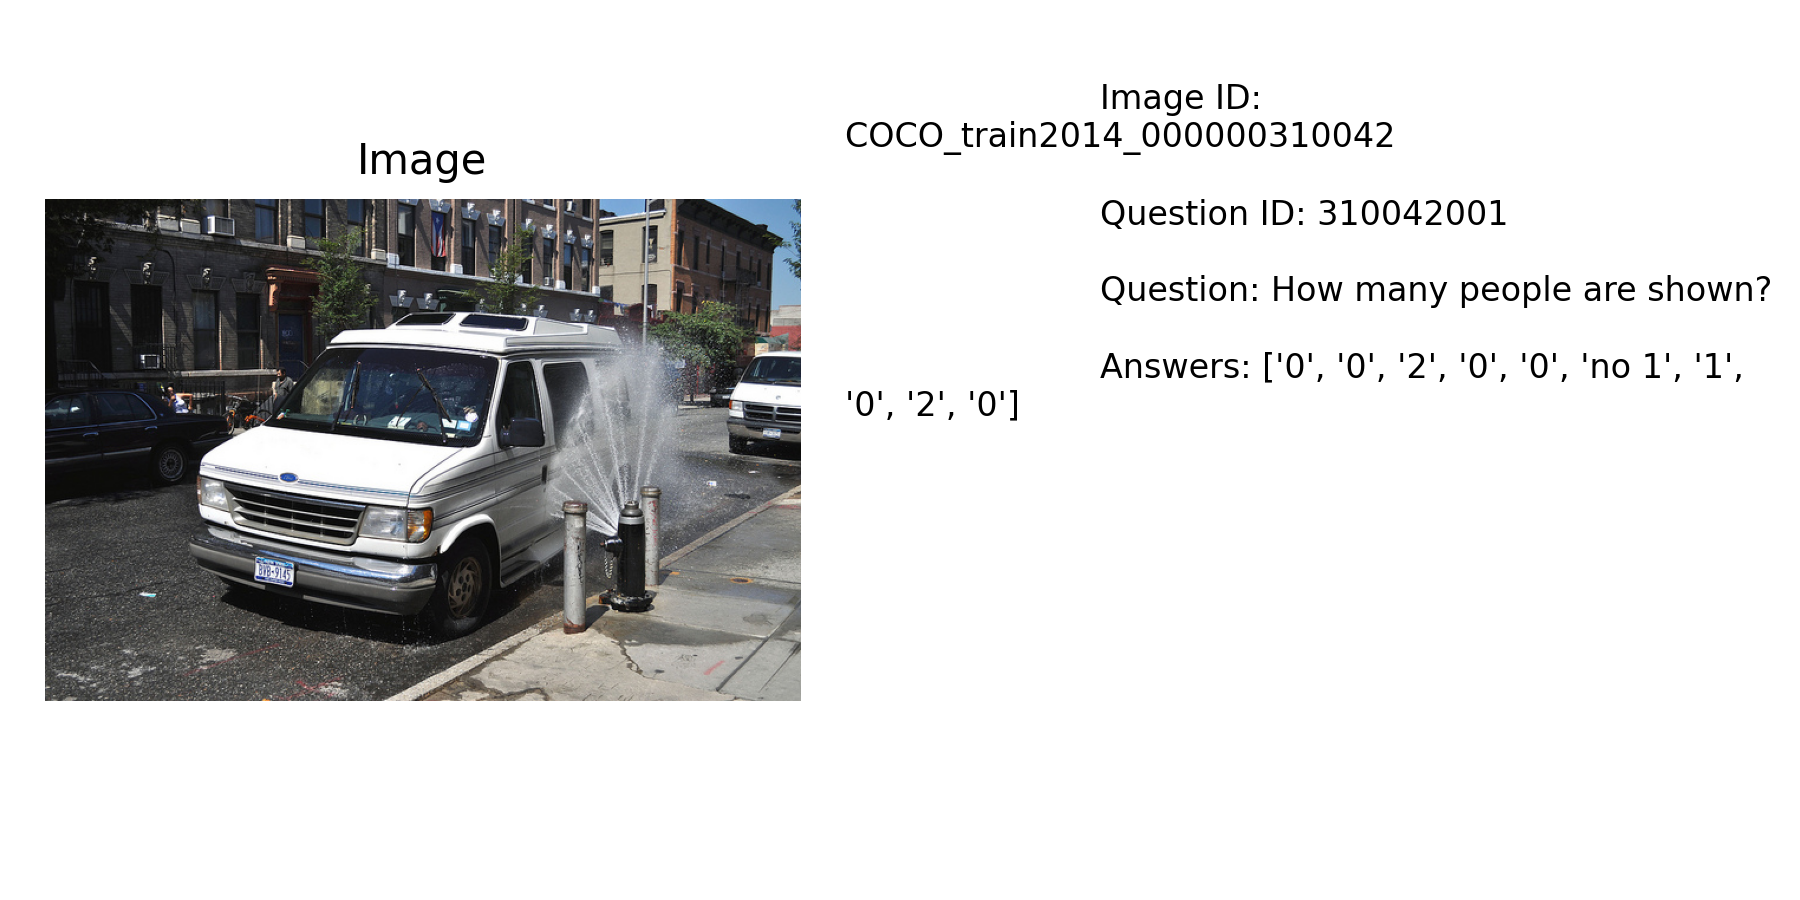 Image
Image ID:
COCO_train2014_000000310042
Question ID: 310042001
Question: How many people are shown?
Answers: ['0', '0', '2', '0', '0', 'no 1', '1',
'0', '2', '0']
BVB-9145